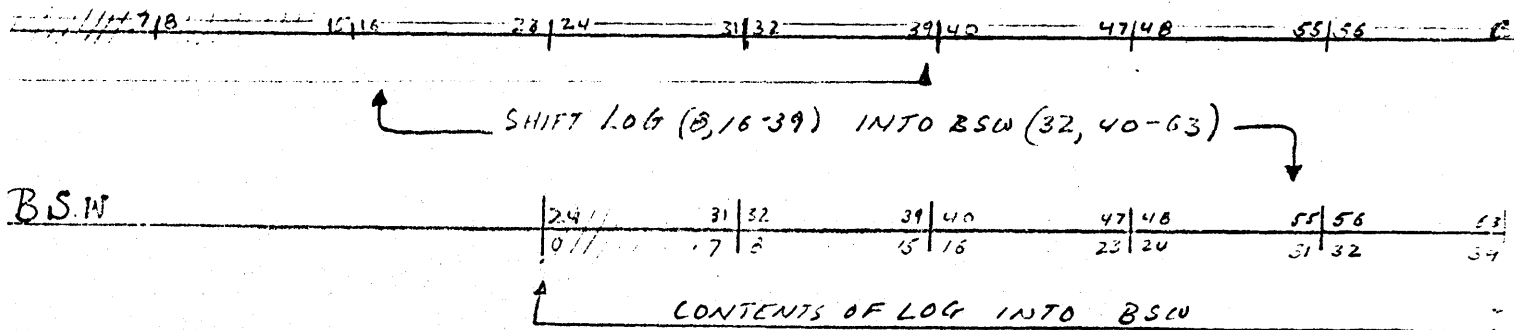 7|8 15|16 23|24 31|32 39|40 47|48 55|56
SHIFT LOG (8,16-39) INTO BSW (32, 40-63)
BSW
24 31|32 39|40 47|48 55|56 63
0 7 8 15|16 23|24 31|32 39
CONTENTS OF LOG INTO BSW